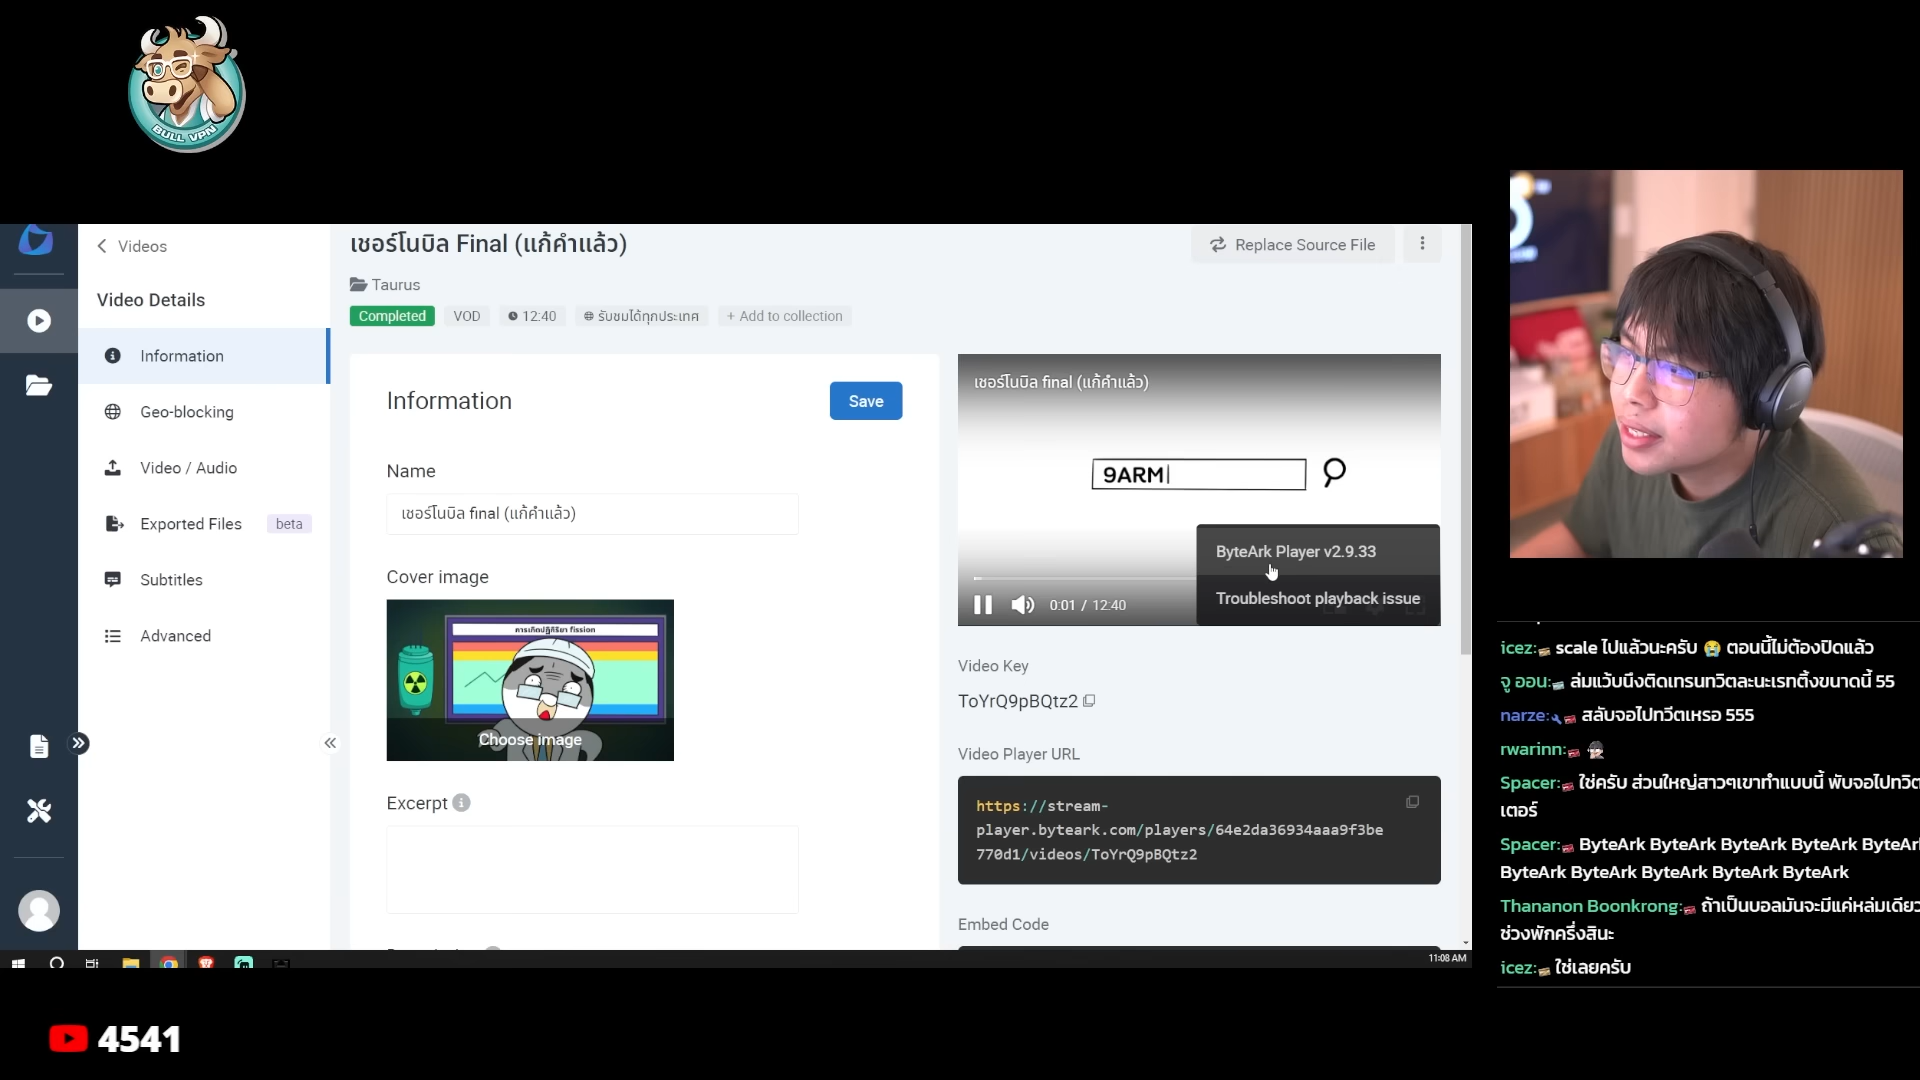 BULL VPN
Videos
Video Details
Information
Geo-blocking
Video / Audio
Exported Files beta
Subtitles
Advanced
เชอร์โนบิล Final (แก้คำแล้ว)
Replace Source File
Taurus
Completed VOD 12:40 รับชมได้ทุกประเทศ + Add to collection
Information
Save
Name
เชอร์โนบิล final (แก้คำแล้ว)
Cover image
การเกิดปฏิกิริยา fission
Choose image
Excerpt
เชอร์โนบิล final (แก้คำแล้ว)
9ARM
ByteArk Player v2.9.33
Troubleshoot playback issue
0:01 / 12:40
Video Key
ToYrQ9pBQtz2
Video Player URL
https://stream-
player.byteark.com/players/64e2da36934aaa9f3be
770d1/videos/ToYrQ9pBQtz2
Embed Code
11:08 AM
icez: scale ไปแล้วนะครับ 😭 ตอนนี้ไม่ต้องปิดแล้ว
จู ออน: ล่มแว้บนึงติดเทรนทวิตละนะเรทติ้งขนาดนี้ 55
narze: สลับจอไปทวีตเหรอ 555
rwarinn:
Spacer: ใช่ครับ ส่วนใหญ่สาวๆเขาทำแบบนี้ พับจอไปทวิต
เตอร์
Spacer: ByteArk ByteArk ByteArk ByteArk ByteAr
ByteArk ByteArk ByteArk ByteArk
Thananon Boonkrong: ถ้าเป็นบอลมันจะมีแค่หล่มเดียว
ช่วงพักครึ่งสินะ
icez: ใช่เลยครับ
4541